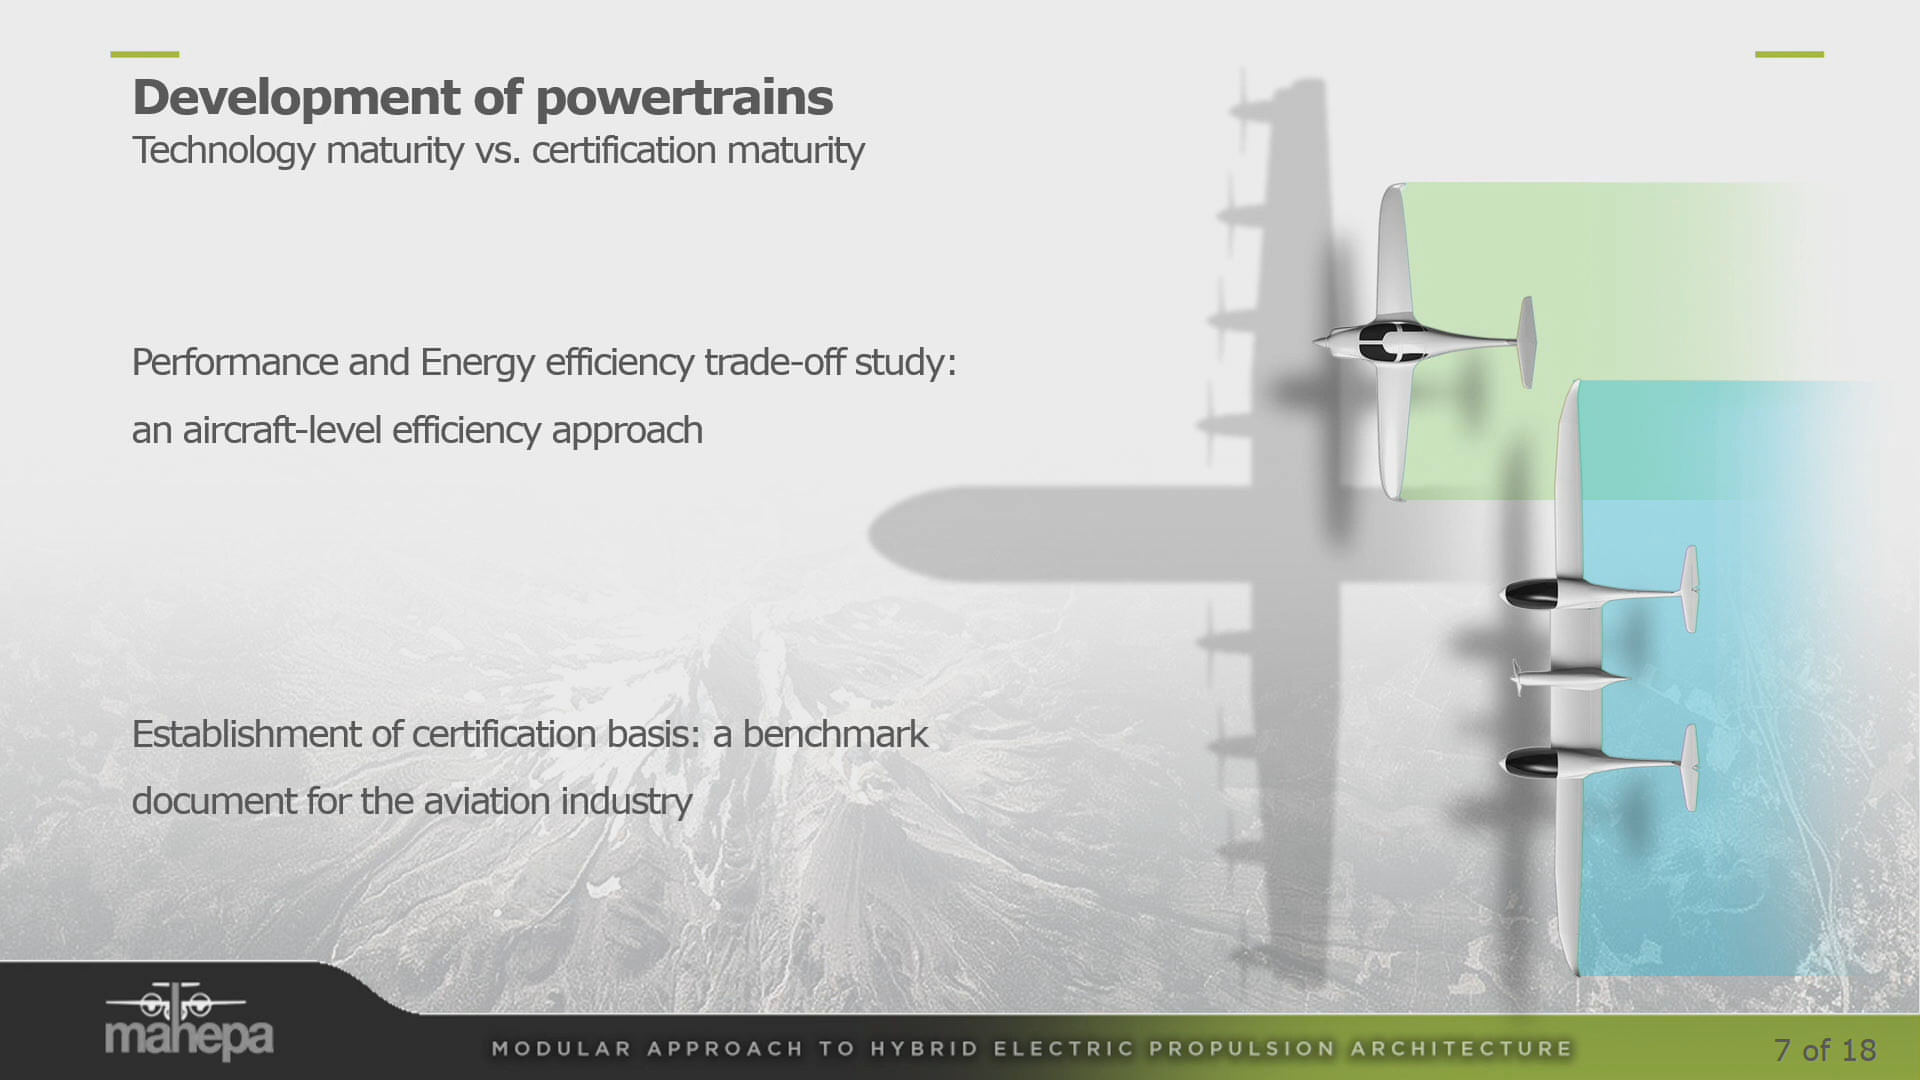 Development of powertrains
Technology maturity vs. certification maturity
Performance and Energy efficiency trade-off study:
an aircraft-level efficiency approach
Establishment of certification basis: a benchmark
document for the aviation industry
mahepa
MODULAR APPROACH TO HYBRID ELECTRIC PROPULSION ARCHITECTURE
7 of 18